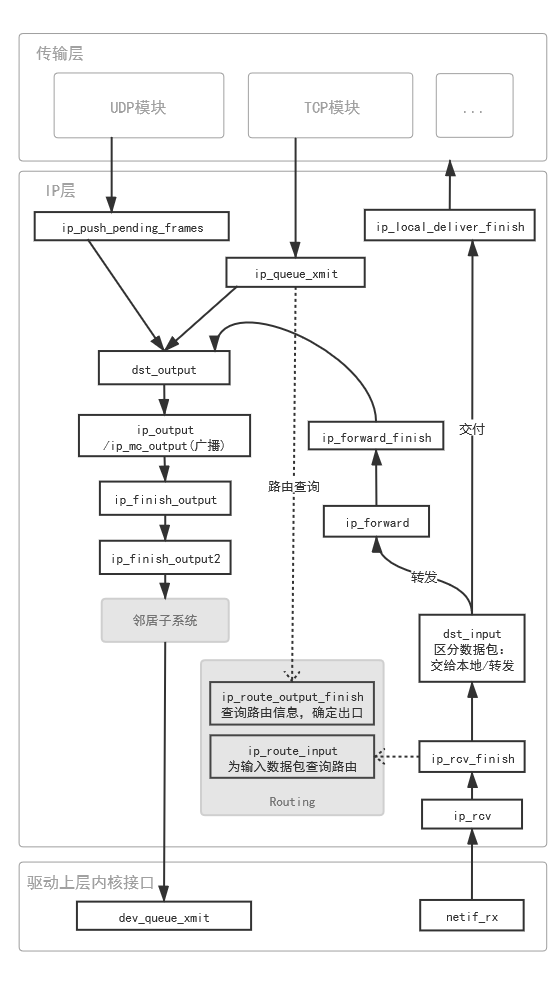 传输层
UDP模块
TCP模块
...
IP层
ip_push_pending_frames
ip_local_deliver_finish
ip_queue_xmit
dst_output
ip_output
/ip_mc_output(广播)
ip_forward_finish
交付
路由查询
ip_finish_output
ip_forward
ip_finish_output2
转发
邻居子系统
dst_input
区分数据包:
交给本地/转发
ip_route_output_finish
查询路由信息，确定出口
ip_route_input
为输入数据包查询路由
ip_rcv_finish
Routing
ip_rcv
驱动上层内核接口
dev_queue_xmit
netif_rx